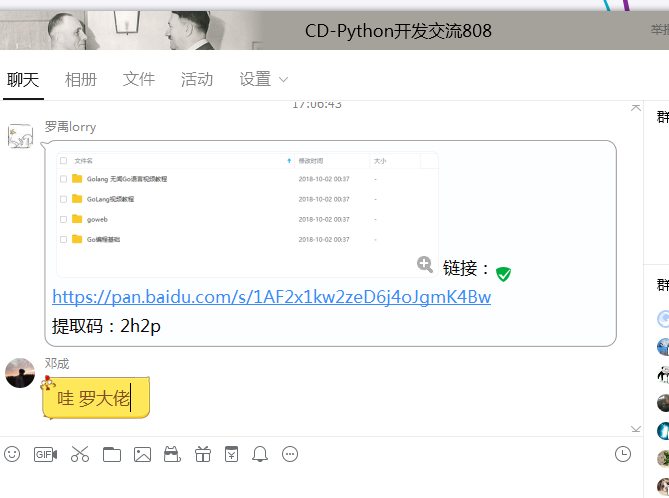 CD-Python开发交流808
聊天 相册 文件 活动 设置
17:06:43
罗禹lorry
文件名 修改时间 大小
Golang 无闻Go语言视频教程 2018-10-02 00:37 -
GoLang视频教程 2018-10-02 00:37 -
goweb 2018-10-02 00:37 -
Go编程基础 2018-10-02 00:37 -
链接：
https://pan.baidu.com/s/1AF2x1kw2zeD6j4oJgmK4Bw
提取码：2h2p
邓成
哇 罗大佬
GIF
群
群